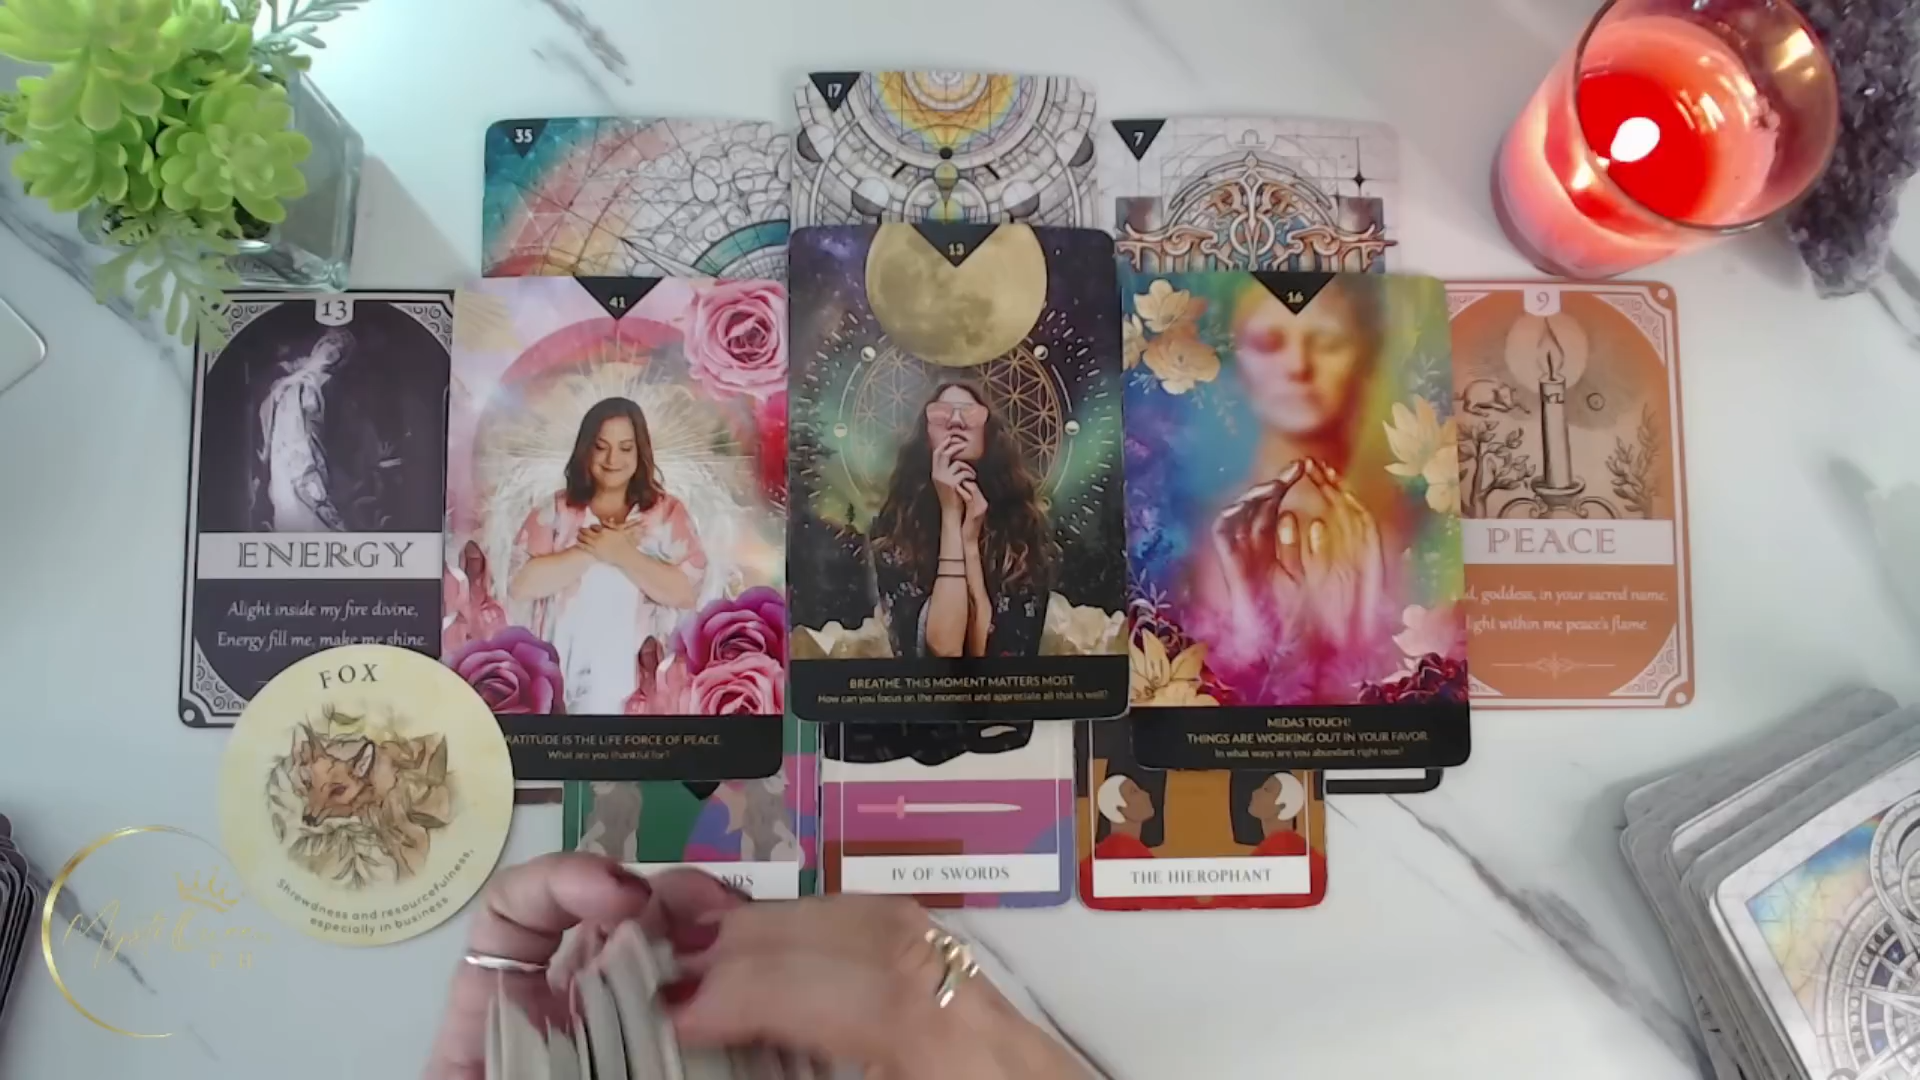 17
35
7
13
13
41
16
9
ENERGY
Alight inside my fire divine,
Energy fill me, make me shine.
PEACE
goddess, in your sacred name,
light within me peace's flame.
BREATHE. THIS MOMENT MATTERS MOST.
How can you focus on the moment and appreciate all that is well?
RATITUDE IS THE LIFE FORCE OF PEACE.
What are you thankful for?
MIDAS TOUCH!
THINGS ARE WORKING OUT IN YOUR FAVOR.
In what ways are you abundant right now?
FOX
Shrewdness and resourcefulness,
especially in business
NDS
IV OF SWORDS
THE HIEROPHANT